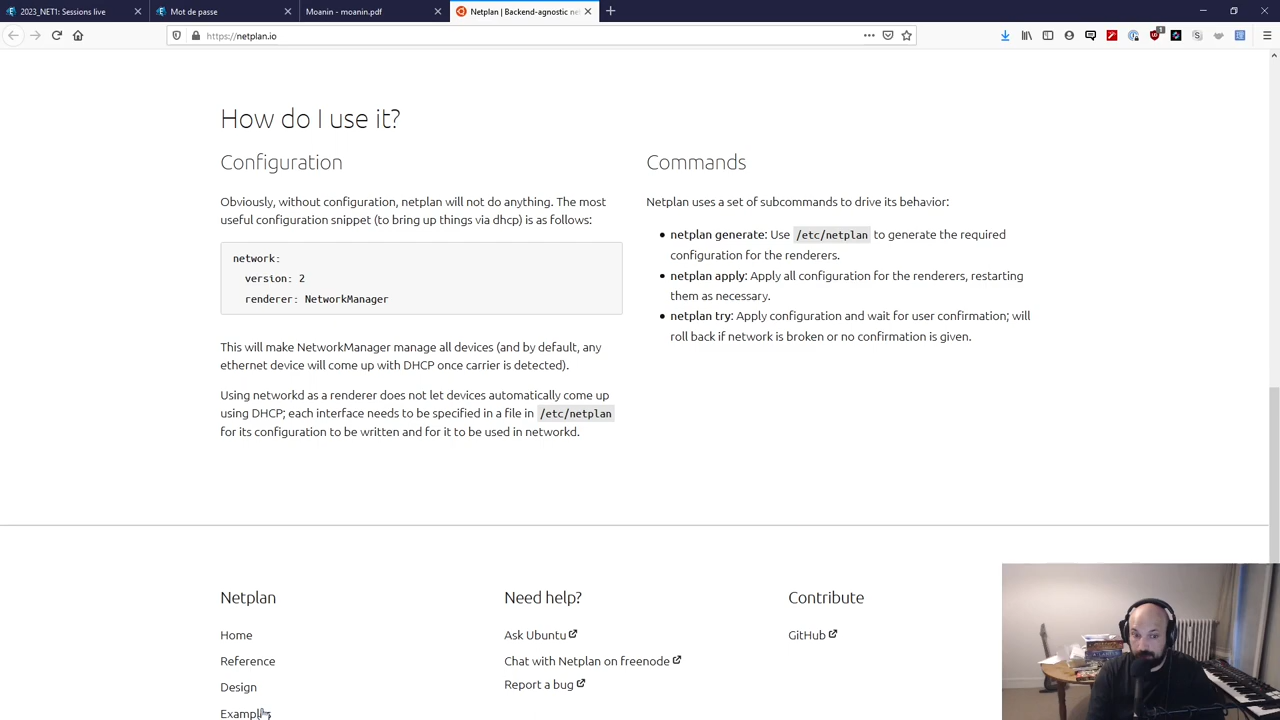 2023_NET1: Sessions live
Mot de passe
Moanin - moanin.pdf
Netplan | Backend-agnostic ne
https://netplan.io
How do I use it?
Configuration
Obviously, without configuration, netplan will not do anything. The most
useful configuration snippet (to bring up things via dhcp) is as follows:
network:
version: 2
renderer: NetworkManager
This will make NetworkManager manage all devices (and by default, any
ethernet device will come up with DHCP once carrier is detected).
Using networkd as a renderer does not let devices automatically come up
using DHCP; each interface needs to be specified in a file in /etc/netplan
for its configuration to be written and for it to be used in networkd.
Commands
Netplan uses a set of subcommands to drive its behavior:
• netplan generate: Use /etc/netplan to generate the required
configuration for the renderers.
• netplan apply: Apply all configuration for the renderers, restarting
them as necessary.
• netplan try: Apply configuration and wait for user confirmation; will
roll back if network is broken or no confirmation is given.
Netplan
Home
Reference
Design
Examples
Need help?
Ask Ubuntu
Chat with Netplan on freenode
Report a bug
Contribute
GitHub